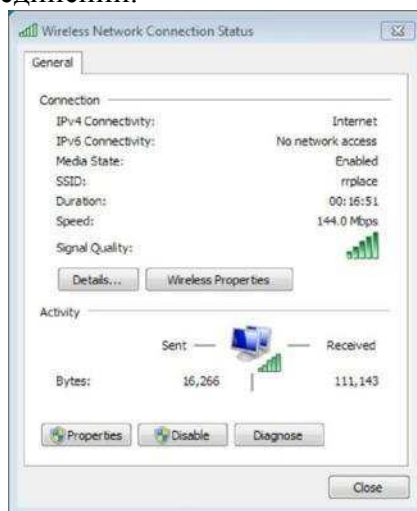 единении.
Wireless Network Connection Status
General
Connection
IPv4 Connectivity: Internet
IPv6 Connectivity: No network access
Media State: Enabled
SSID: rrplace
Duration: 00:16:51
Speed: 144.0 Mbps
Signal Quality:
Details... Wireless Properties
Activity
Sent — Received
Bytes: 16,266 111,143
Properties Disable Diagnose
Close